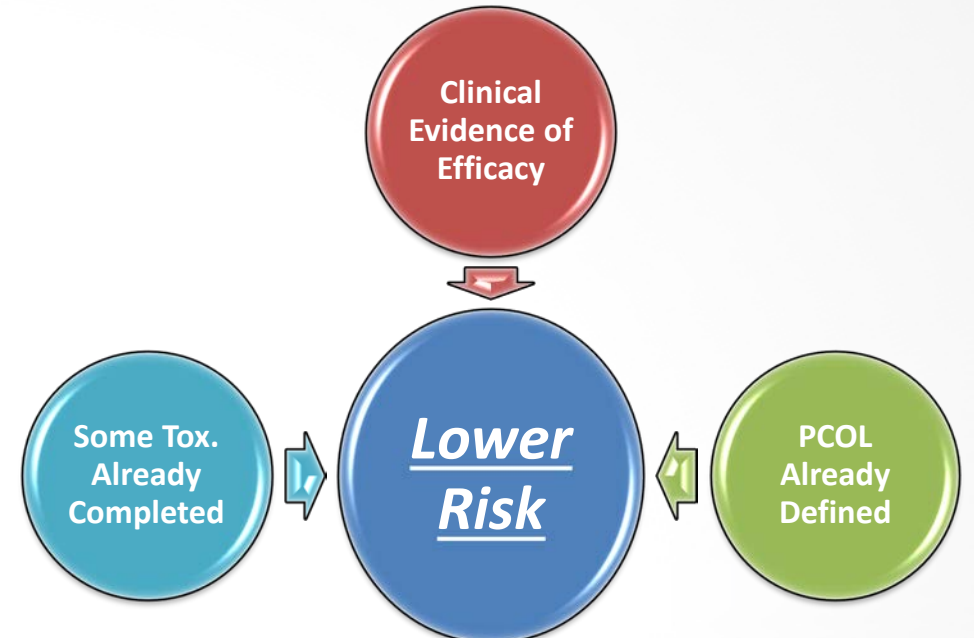 Clinical
Evidence of
Efficacy
Some Tox.
Already
Completed
Lower
Risk
PCOL
Already
Defined